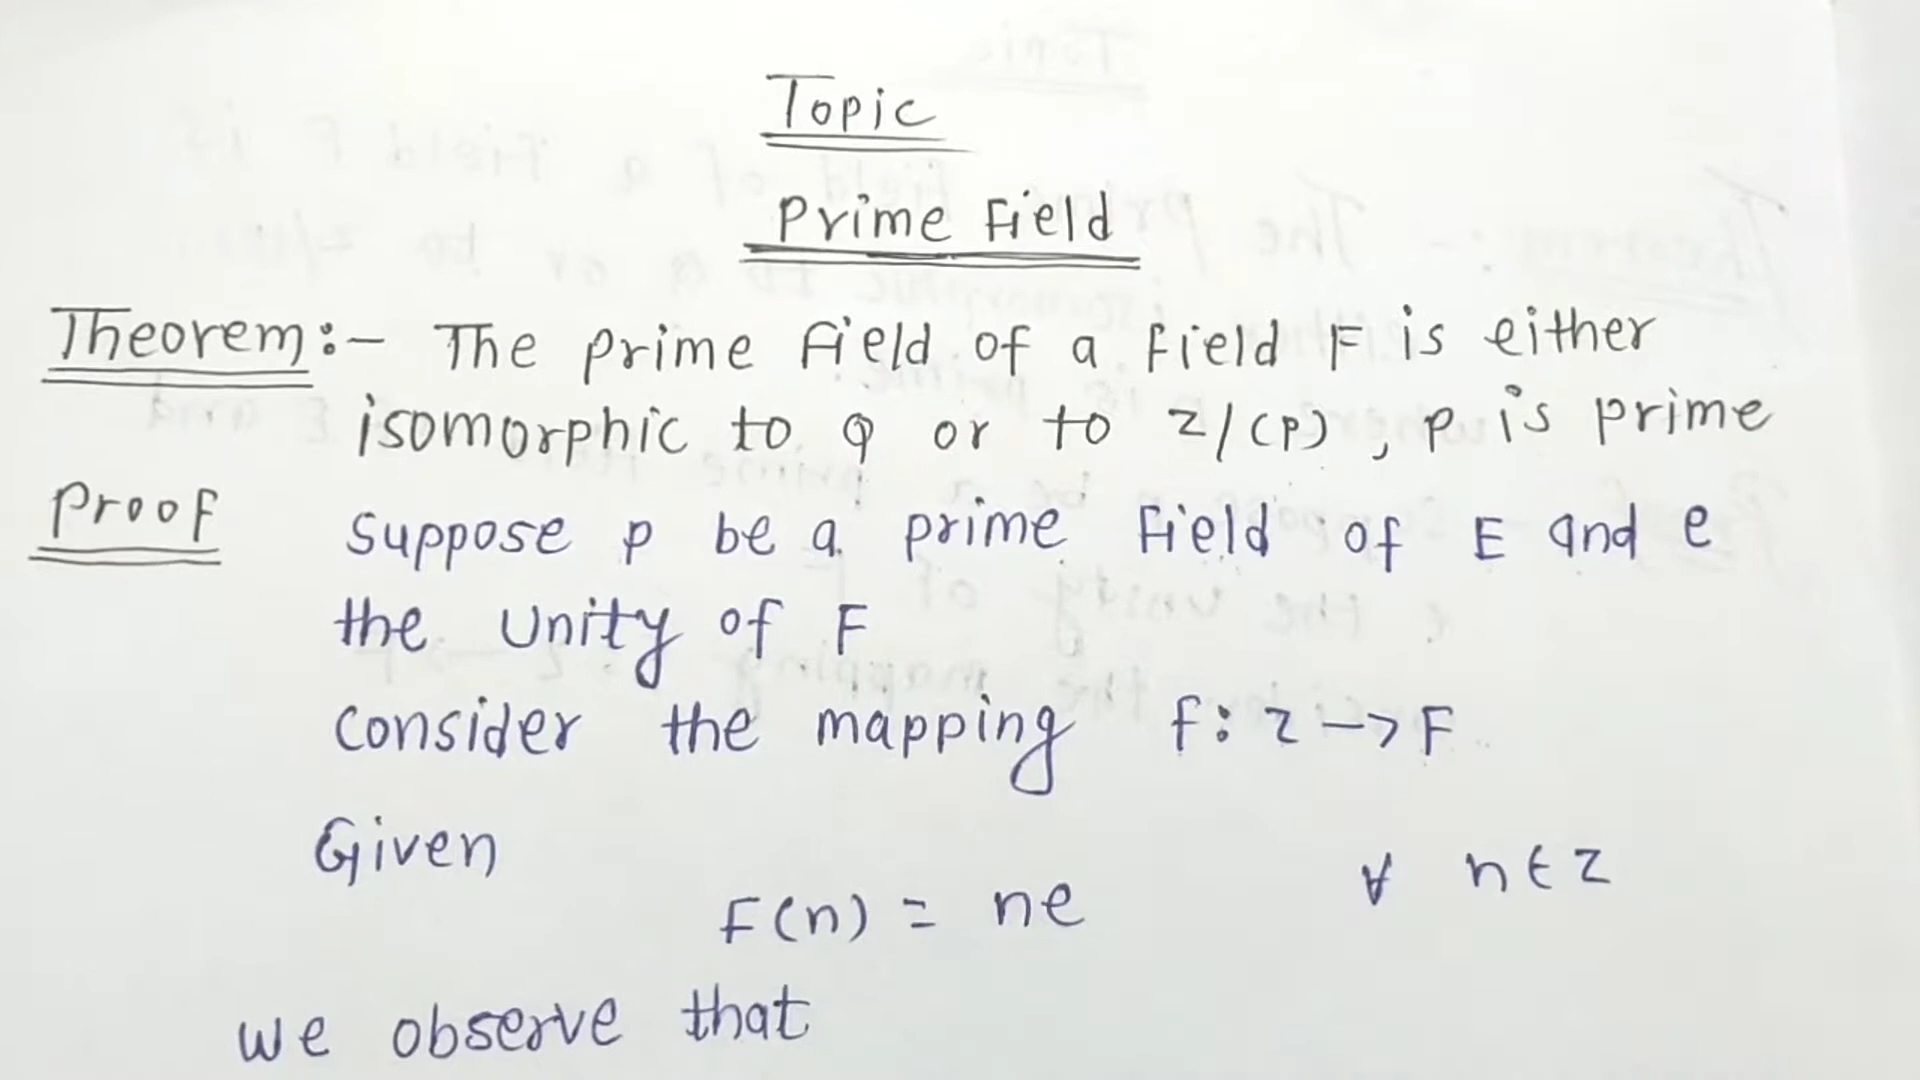 Topic
Prime Field
Theorem:- The prime field of a field F is either
isomorphic to Q or to Z/(P), P is prime
Proof Suppose p be a prime field of E and e
the unity of F
Consider the mapping f: Z -> F
Given
F(n) = ne ∀ n ∈ Z
we observe that